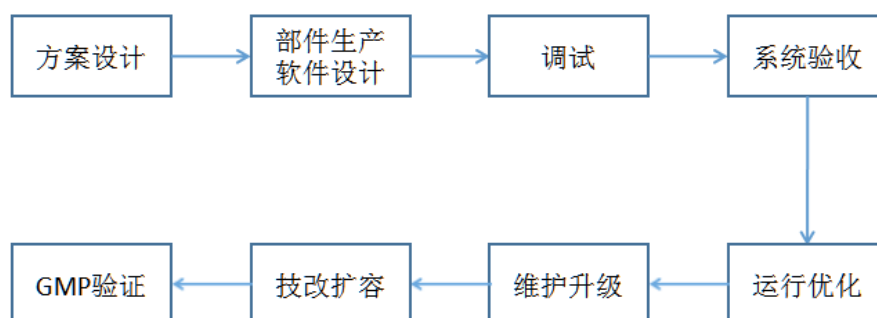 方案设计
部件生产
软件设计
调试
系统验收
运行优化
维护升级
技改扩容
GMP验证